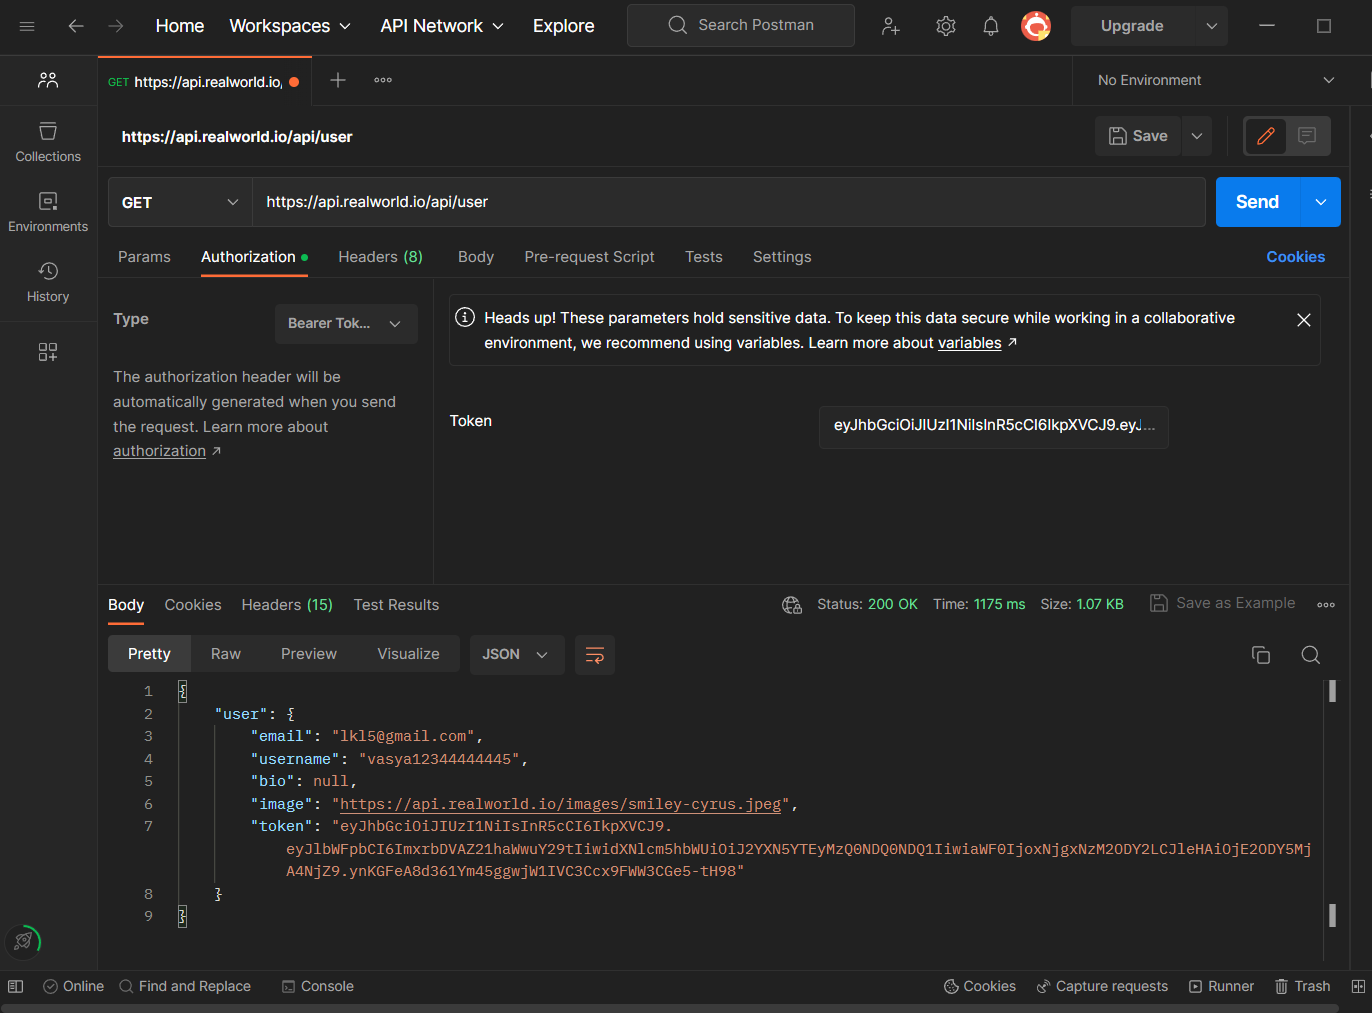 Home Workspaces API Network Explore Search Postman Upgrade
GET https://api.realworld.io/ No Environment
https://api.realworld.io/api/user Save
Collections
Environments
History
GET https://api.realworld.io/api/user Send
Params Authorization Headers (8) Body Pre-request Script Tests Settings Cookies
Type Bearer Tok...
The authorization header will be
automatically generated when you send
the request. Learn more about
authorization ↗
Heads up! These parameters hold sensitive data. To keep this data secure while working in a collaborative
environment, we recommend using variables. Learn more about variables ↗
Token eyJhbGciOiJIUzI1NiIsInR5cCI6IkpXVCJ9.eyJ...
Body Cookies Headers (15) Test Results Status: 200 OK Time: 1175 ms Size: 1.07 KB Save as Example
Pretty Raw Preview Visualize JSON
1 {
2 "user": {
3 "email": "lkl5@gmail.com",
4 "username": "vasya12344444445",
5 "bio": null,
6 "image": "https://api.realworld.io/images/smiley-cyrus.jpeg",
7 "token": "eyJhbGciOiJIUzI1NiIsInR5cCI6IkpXVCJ9.
eyJlbWFpbCI6ImxrbDVAZ21haWwuY29tIiwidXNlcm5hbWUiOiJ2YXN5YTEyMzQ0NDQ0NDQ1IiwiaWF0IjoxNjgxNzM2ODY2LCJleHAiOjE2ODY5Mj
A4NjZ9.ynKGFeA8d361Ym45ggwjW1IVC3Ccx9FWW3CGe5-tH98"
8 }
9 }
Online Find and Replace Console Cookies Capture requests Runner Trash